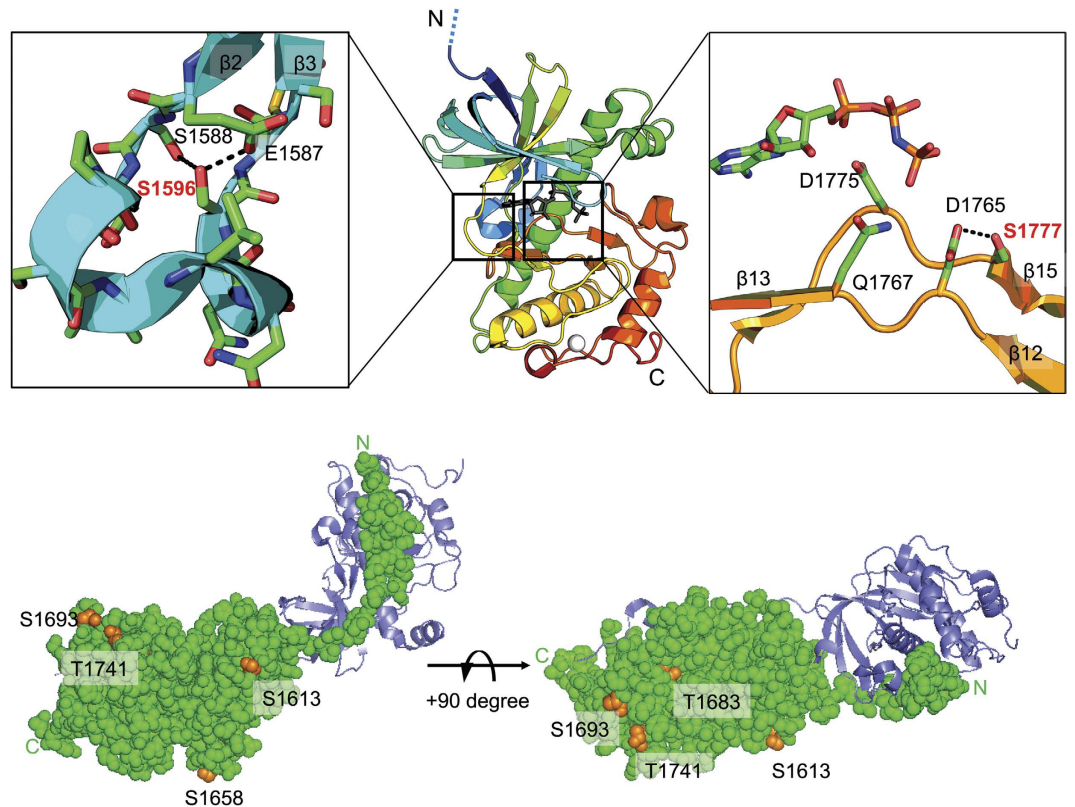 N
β2
β3
S1588
E1587
S1596
C
D1775
D1765
S1777
β13
Q1767
β15
β12
N
S1693
T1741
S1613
C
S1658
+90 degree
C
T1683
N
S1693
T1741
S1613